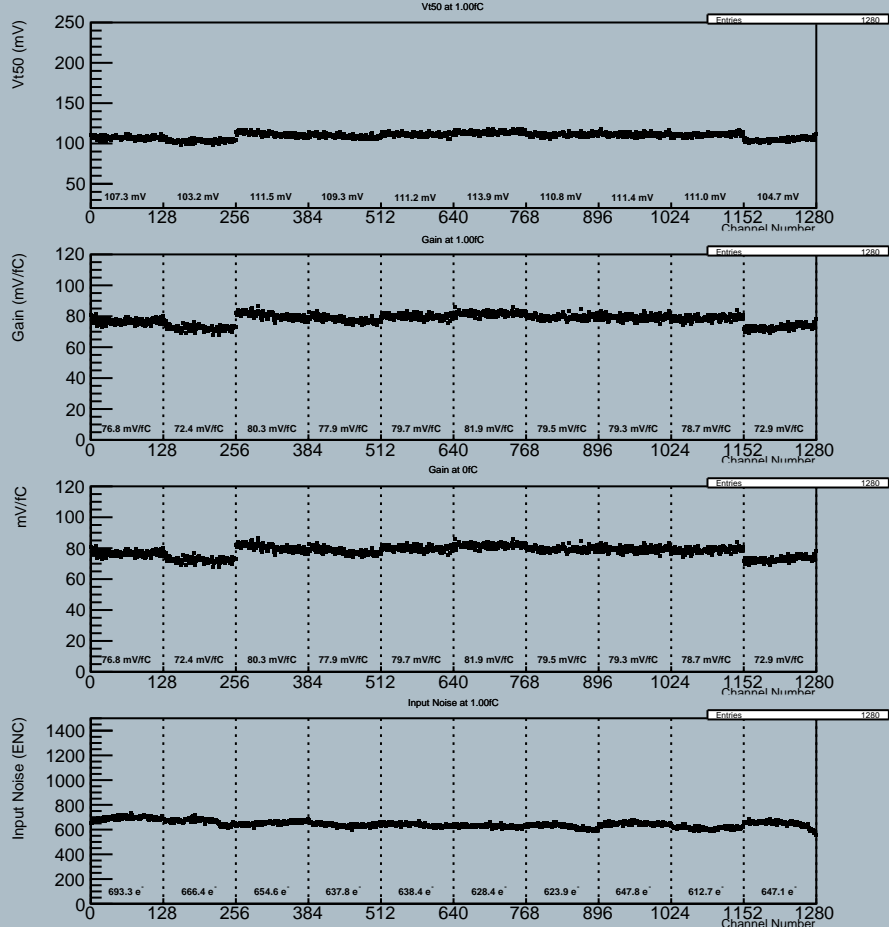 Vt50 at 1.00fC
Entries 1280
Vt50 (mV)
250
200
150
100
50
107.3 mV 103.2 mV 111.5 mV 109.3 mV 111.2 mV 113.9 mV 110.8 mV 111.4 mV 111.0 mV 104.7 mV
0 128 256 384 512 640 768 896 1024 1152 1280
Channel Number
Gain at 1.00fC
Entries 1280
Gain (mV/fC)
120
100
80
60
40
20
0
76.8 mV/fC 72.4 mV/fC 80.3 mV/fC 77.9 mV/fC 79.7 mV/fC 81.9 mV/fC 79.5 mV/fC 79.3 mV/fC 78.7 mV/fC 72.9 mV/fC
0 128 256 384 512 640 768 896 1024 1152 1280
Channel Number
Gain at 0fC
Entries 1280
mV/fC
120
100
80
60
40
20
0
76.8 mV/fC 72.4 mV/fC 80.3 mV/fC 77.9 mV/fC 79.7 mV/fC 81.9 mV/fC 79.5 mV/fC 79.3 mV/fC 78.7 mV/fC 72.9 mV/fC
0 128 256 384 512 640 768 896 1024 1152 1280
Channel Number
Input Noise at 1.00fC
Entries 1280
Input Noise (ENC)
1400
1200
1000
800
600
400
200
0
693.3 e⁻ 666.4 e⁻ 654.6 e⁻ 637.8 e⁻ 638.4 e⁻ 628.4 e⁻ 623.9 e⁻ 647.8 e⁻ 612.7 e⁻ 647.1 e⁻
0 128 256 384 512 640 768 896 1024 1152 1280
Channel Number